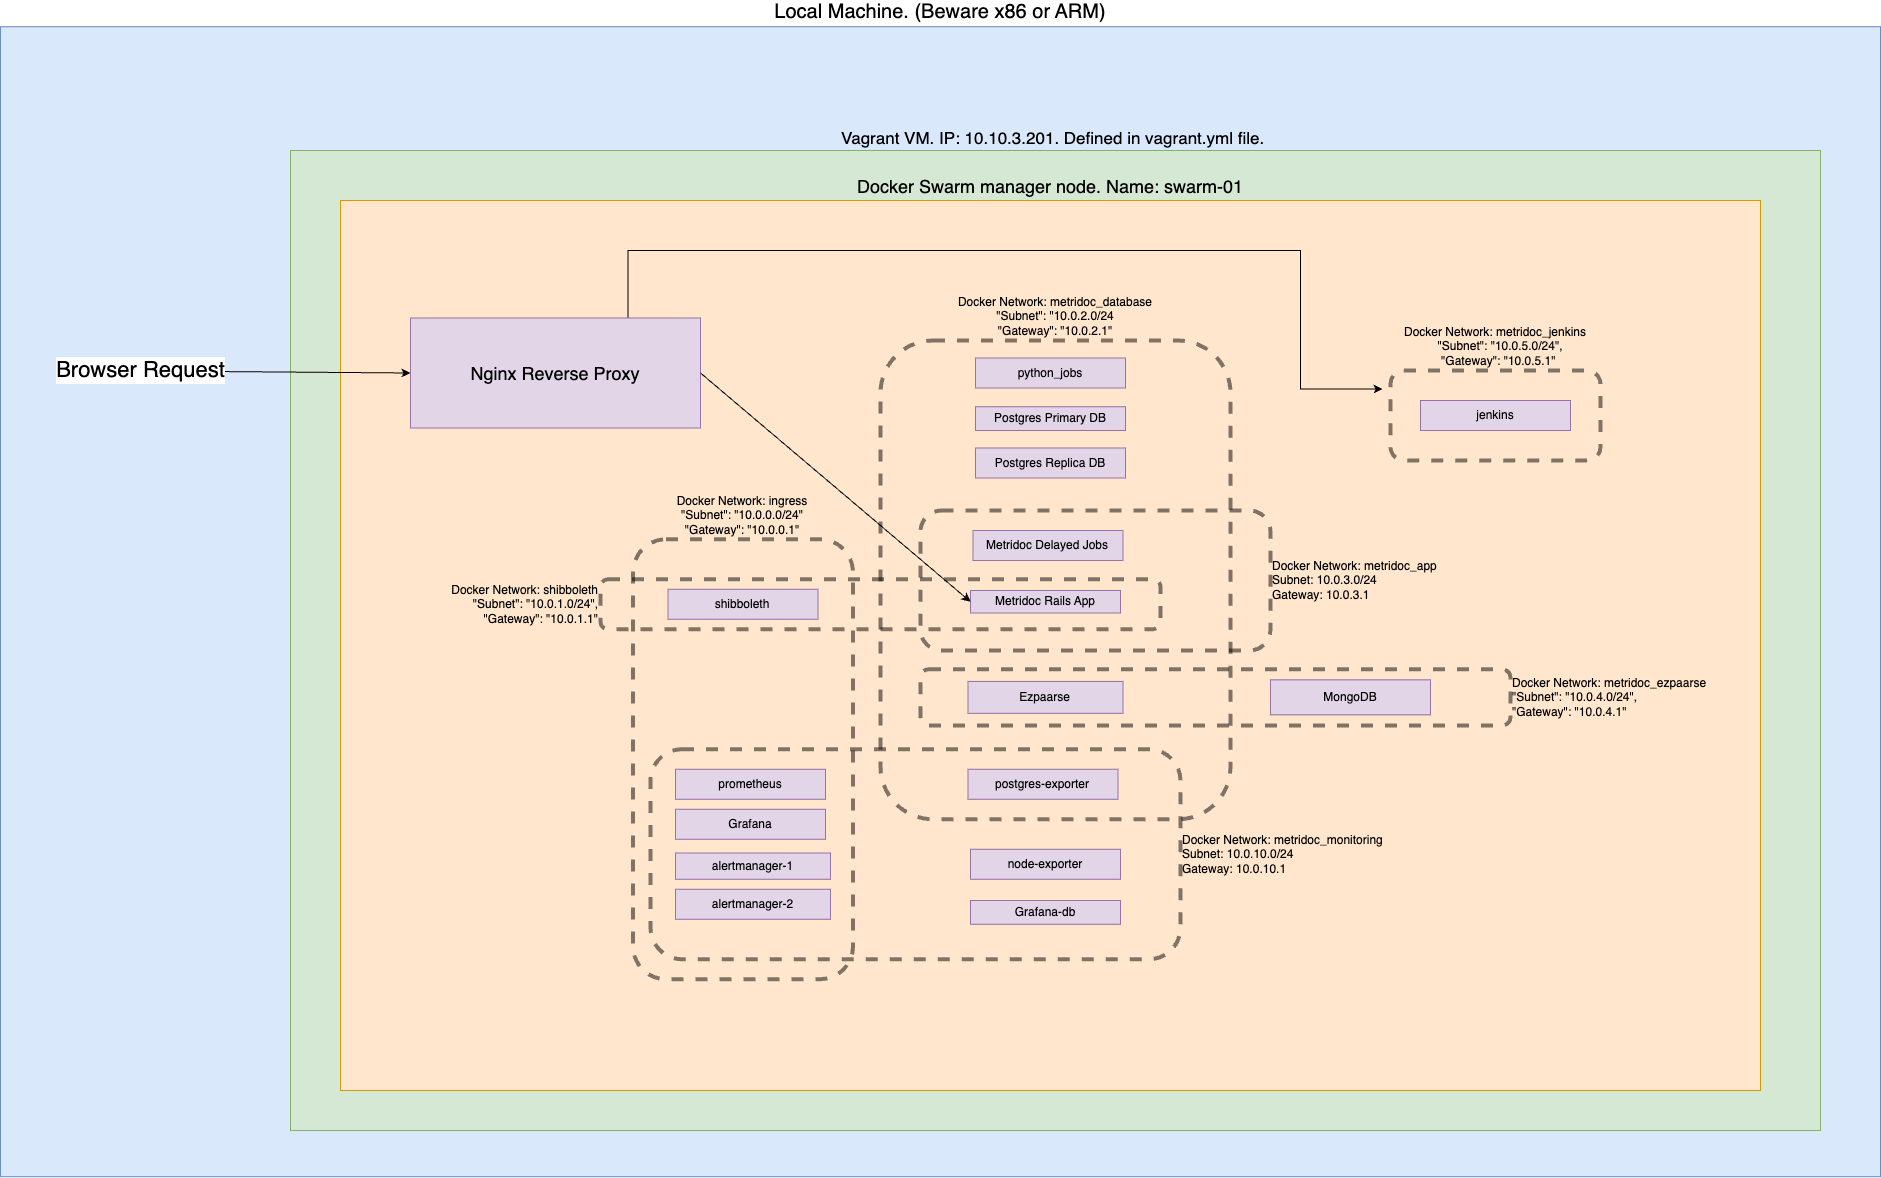 Local Machine. (Beware x86 or ARM)
Vagrant VM. IP: 10.10.3.201. Defined in vagrant.yml file.
Docker Swarm manager node. Name: swarm-01
Browser Request
Nginx Reverse Proxy
Docker Network: metridoc_database
"Subnet": "10.0.2.0/24
"Gateway": "10.0.2.1"
python_jobs
Postgres Primary DB
Postgres Replica DB
Docker Network: metridoc_jenkins
"Subnet": "10.0.5.0/24",
"Gateway": "10.0.5.1"
jenkins
Docker Network: ingress
"Subnet": "10.0.0.0/24"
"Gateway": "10.0.0.1"
Docker Network: shibboleth
"Subnet": "10.0.1.0/24",
"Gateway": "10.0.1.1"
shibboleth
Metridoc Delayed Jobs
Metridoc Rails App
Docker Network: metridoc_app
Subnet: 10.0.3.0/24
Gateway: 10.0.3.1
Ezpaarse
MongoDB
Docker Network: metridoc_ezpaarse
"Subnet": "10.0.4.0/24",
"Gateway": "10.0.4.1"
prometheus
Grafana
alertmanager-1
alertmanager-2
postgres-exporter
node-exporter
Grafana-db
Docker Network: metridoc_monitoring
Subnet: 10.0.10.0/24
Gateway: 10.0.10.1